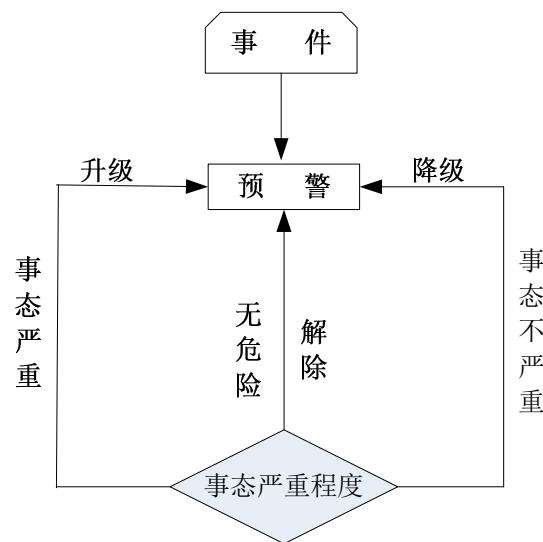 事 件
升级
降级
预 警
事态严重
无危险
解除
事态不严重
事态严重程度